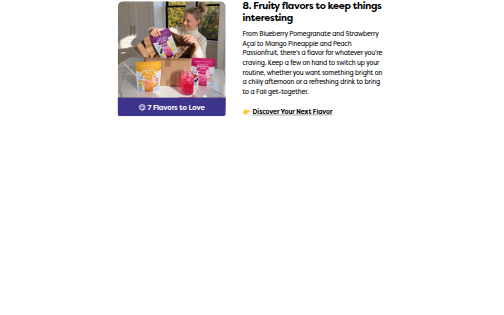 8. Fruity flavors to keep things
interesting
From Blueberry Pomegranate and Strawberry
Açaí to Mango Pineapple and Peach
Passionfruit, there's a flavor for whatever you're
craving. Keep a few on hand to switch up your
routine, whether you want something bright on
a chilly afternoon or a refreshing drink to bring
to a Fall get-together.
😋 7 Flavors to Love
👉 Discover Your Next Flavor